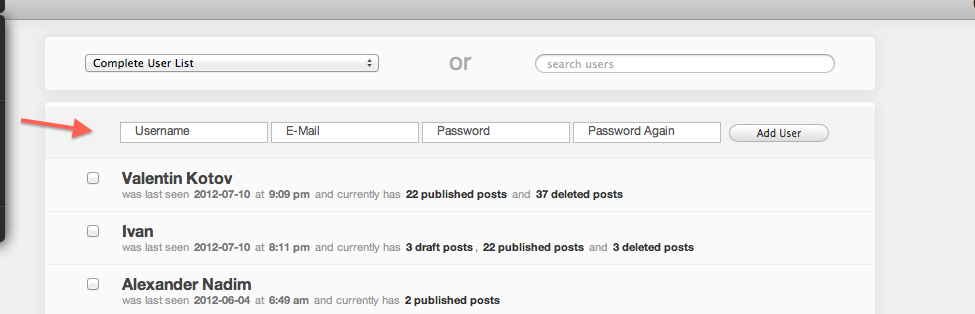 Complete User List or search users
Username E-Mail Password Password Again Add User
Valentin Kotov
was last seen 2012-07-10 at 9:09 pm and currently has 22 published posts and 37 deleted posts
Ivan
was last seen 2012-07-10 at 8:11 pm and currently has 3 draft posts, 22 published posts and 3 deleted posts
Alexander Nadim
was last seen 2012-06-04 at 6:49 am and currently has 2 published posts